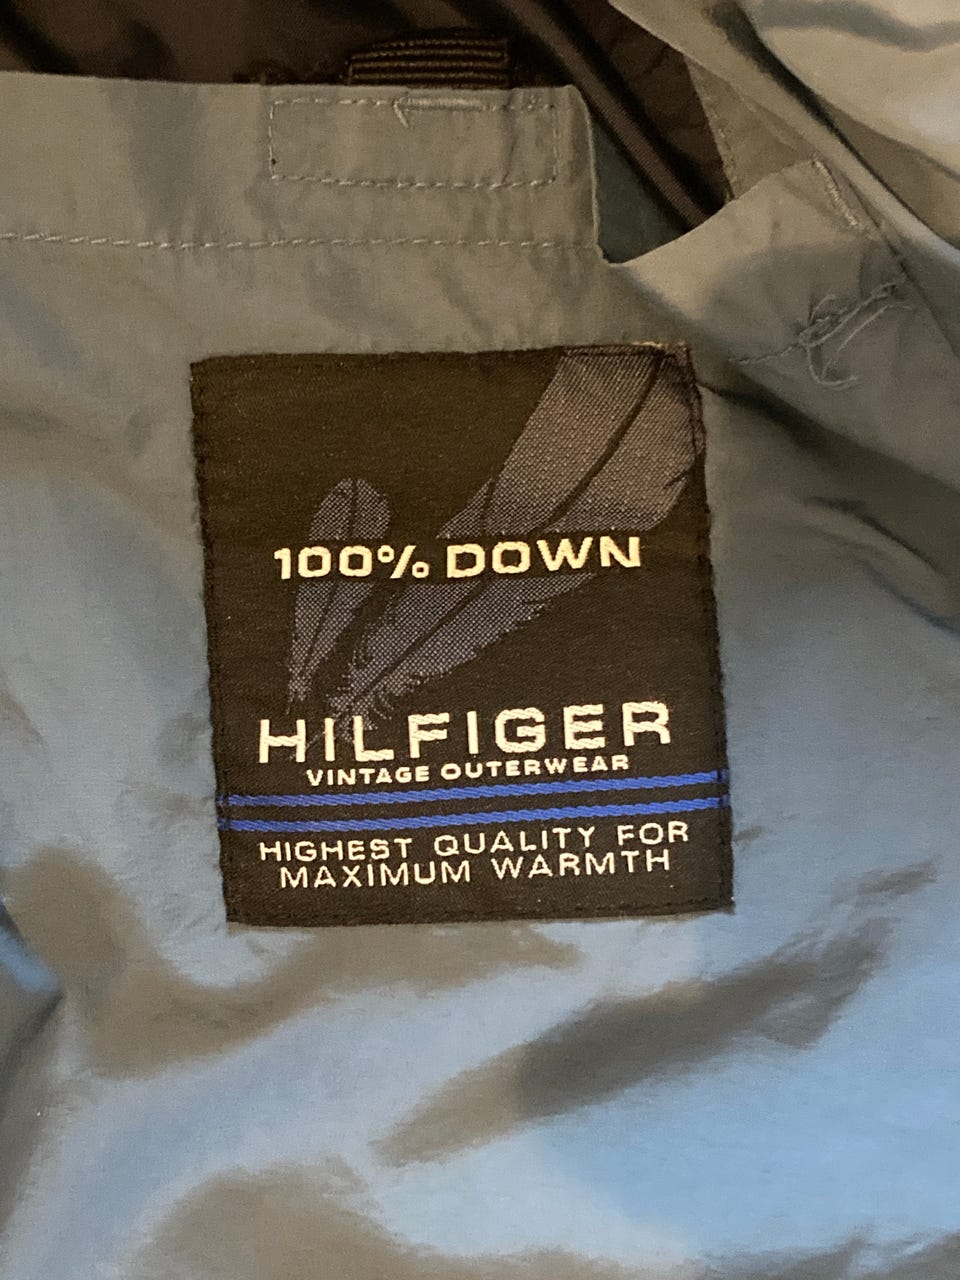 100% DOWN
HILFIGER
VINTAGE OUTERWEAR
HIGHEST QUALITY FOR
MAXIMUM WARMTH